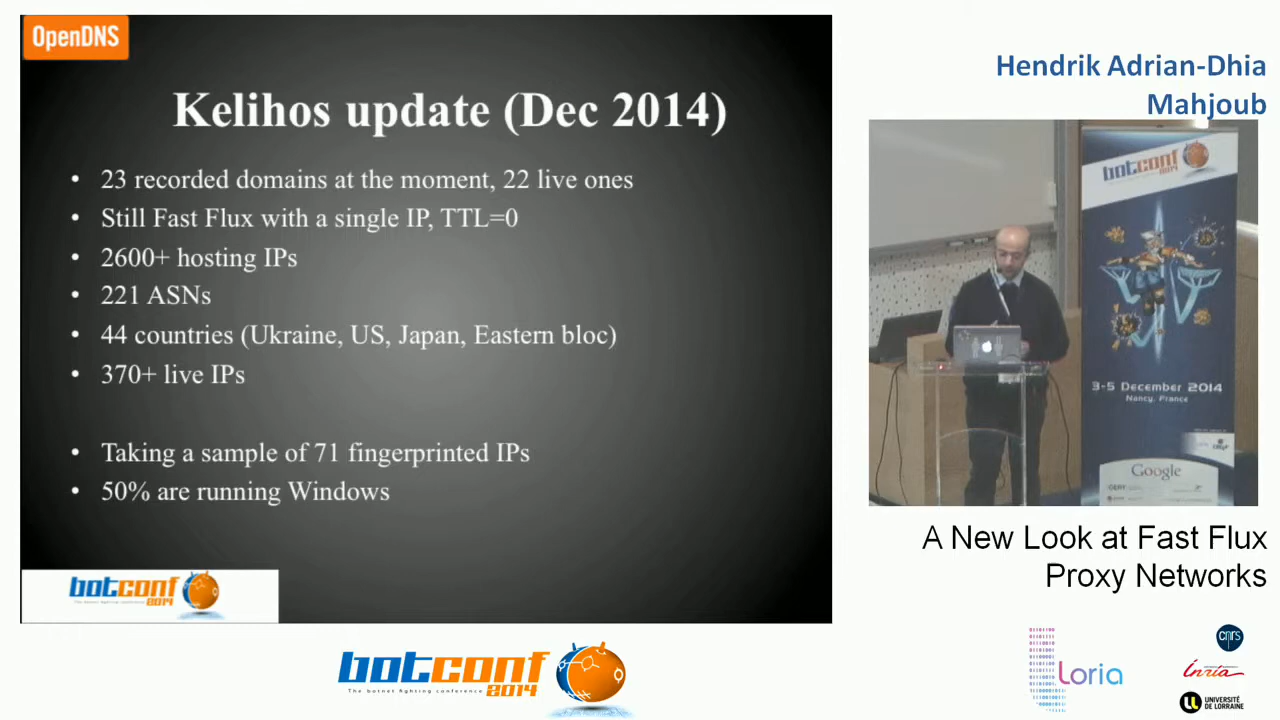 OpenDNS
Kelihos update (Dec 2014)
• 23 recorded domains at the moment, 22 live ones
• Still Fast Flux with a single IP, TTL=0
• 2600+ hosting IPs
• 221 ASNs
• 44 countries (Ukraine, US, Japan, Eastern bloc)
• 370+ live IPs
• Taking a sample of 71 fingerprinted IPs
• 50% are running Windows
botconf
2014
Hendrik Adrian-Dhia
Mahjoub
botconf
2014
3-5 December 2014
Nancy, France
Google
A New Look at Fast Flux
Proxy Networks
botconf
The botnet fighting conference 2014
Loria
cnrs
Inria
UNIVERSITÉ
DE LORRAINE